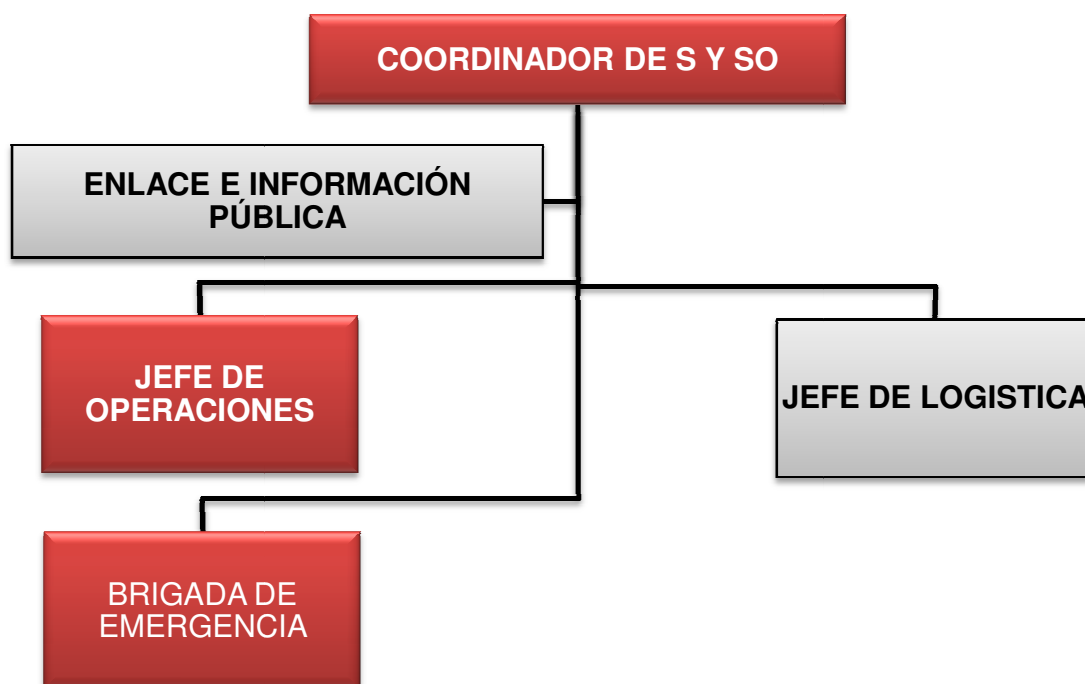 COORDINADOR DE S Y SO
ENLACE E INFORMACIÓN
PÚBLICA
JEFE DE
OPERACIONES
JEFE DE LOGISTICA
BRIGADA DE
EMERGENCIA